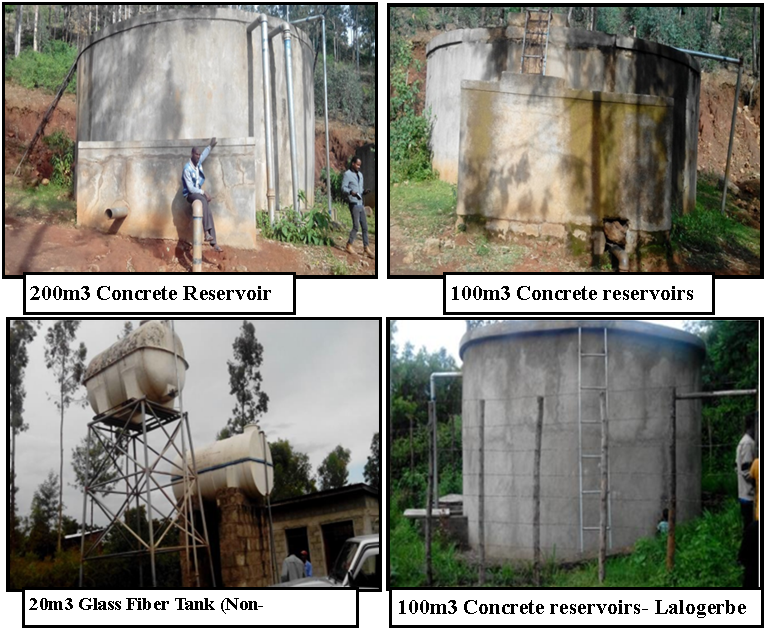 200m3 Concrete Reservoir
100m3 Concrete reservoirs
20m3 Glass Fiber Tank (Non-
100m3 Concrete reservoirs- Lalogerbe